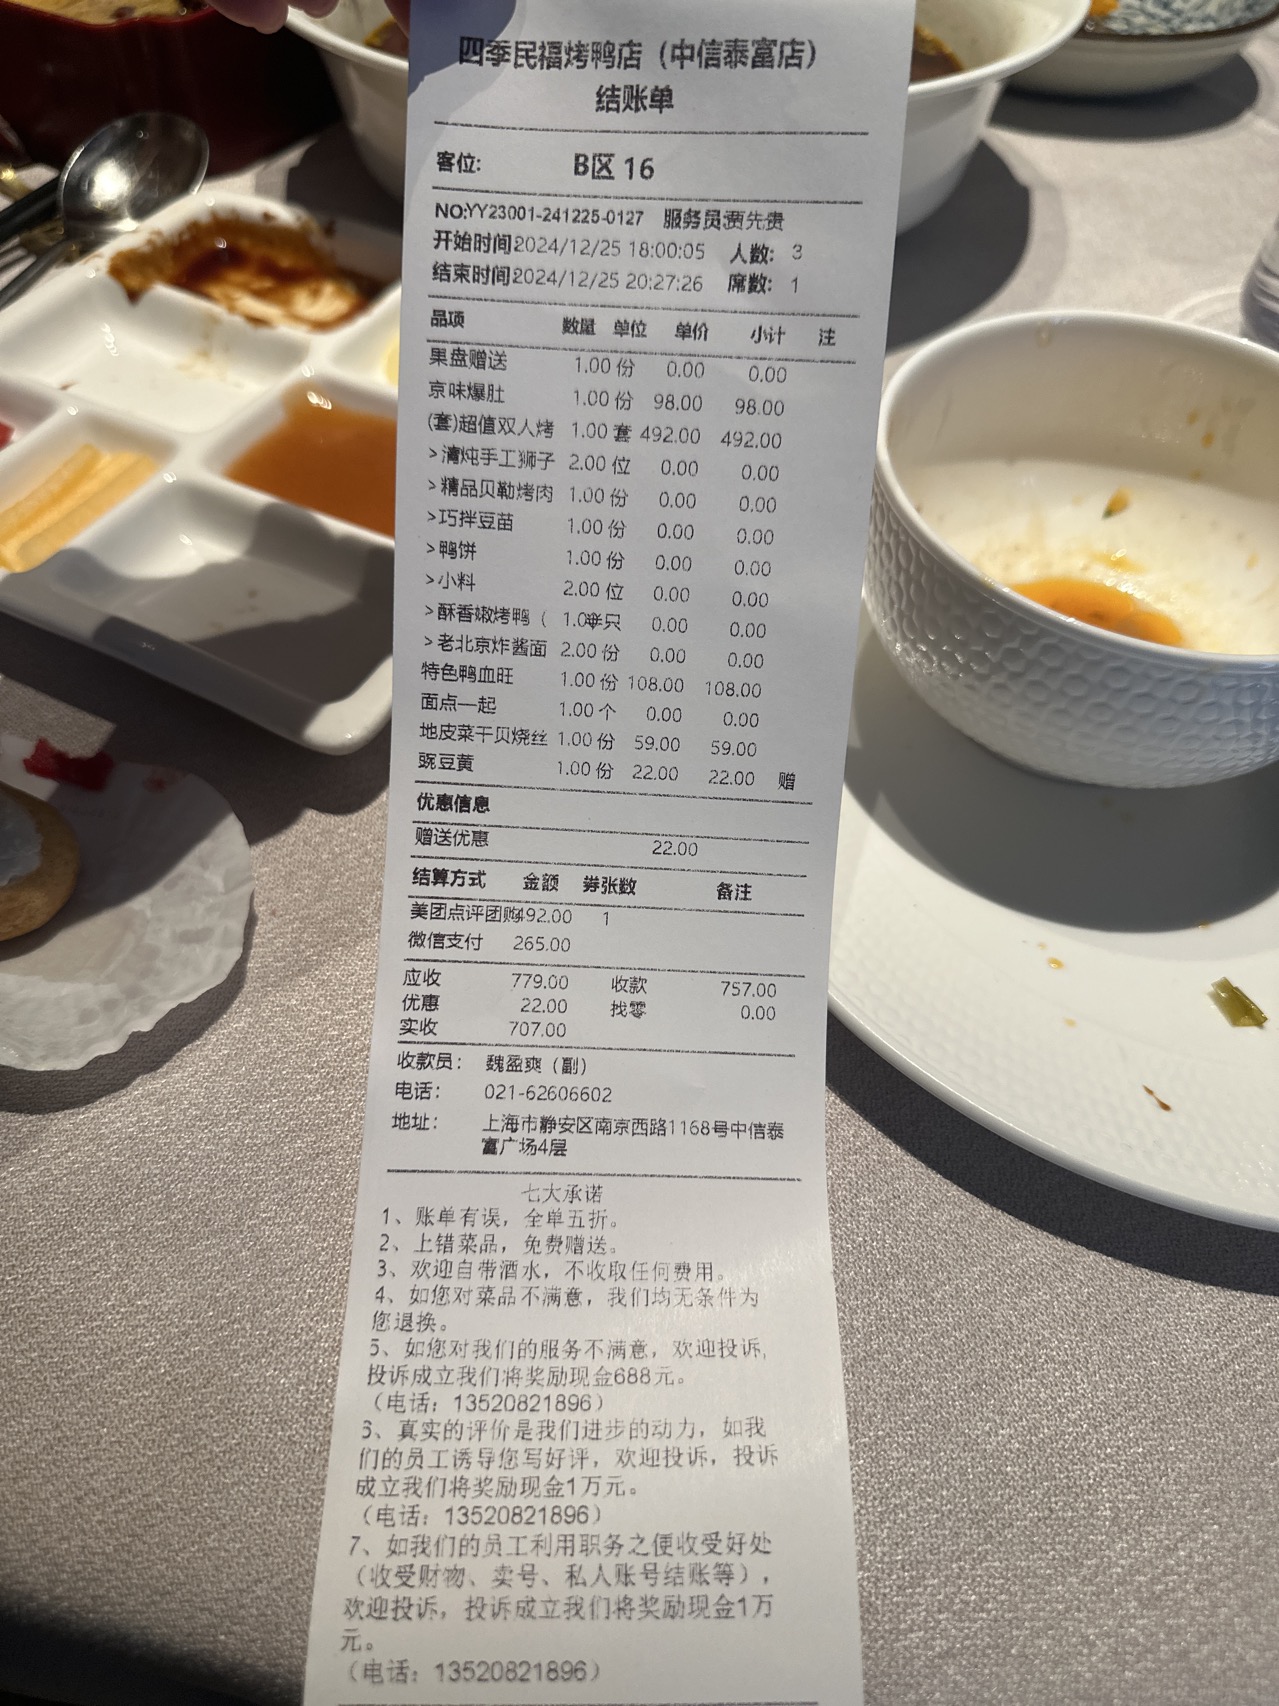 四季民福烤鸭店（中信泰富店）
结账单
客位: B区 16
NO:YY23001-241225-0127 服务员:贾先贵
开始时间2024/12/25 18:00:05 人数: 3
结束时间2024/12/25 20:27:26 席数: 1
品项 数量 单位 单价 小计 注
果盘赠送 1.00 份 0.00 0.00
京味爆肚 1.00 份 98.00 98.00
(套)超值双人烤 1.00 套 492.00 492.00
>清炖手工狮子 2.00 位 0.00 0.00
>精品贝勒烤肉 1.00 份 0.00 0.00
>巧拌豆苗 1.00 份 0.00 0.00
>鸭饼 1.00 份 0.00 0.00
>小料 2.00 位 0.00 0.00
>酥香嫩烤鸭（ 1.0半只 0.00 0.00
>老北京炸酱面 2.00 份 0.00 0.00
特色鸭血旺 1.00 份 108.00 108.00
面点一起 1.00 个 0.00 0.00
地皮菜干贝烧丝 1.00 份 59.00 59.00
豌豆黄 1.00 份 22.00 22.00 赠
优惠信息
赠送优惠 22.00
结算方式 金额 券张数 备注
美团点评团购492.00 1
微信支付 265.00
应收 779.00 收款 757.00
优惠 22.00 找零 0.00
实收 707.00
收款员: 魏盈爽（副）
电话: 021-62606602
地址: 上海市静安区南京西路1168号中信泰
富广场4层
七大承诺
1、账单有误，全单五折。
2、上错菜品，免费赠送。
3、欢迎自带酒水，不收取任何费用。
4、如您对菜品不满意，我们均无条件为
您退换。
5、如您对我们的服务不满意，欢迎投诉,
投诉成立我们将奖励现金688元。
（电话：13520821896）
6、真实的评价是我们进步的动力，如我
们的员工诱导您写好评，欢迎投诉，投诉
成立我们将奖励现金1万元。
（电话：13520821896）
7、如我们的员工利用职务之便收受好处
（收受财物、卖号、私人账号结账等），
欢迎投诉，投诉成立我们将奖励现金1万
元。
（电话：13520821896）